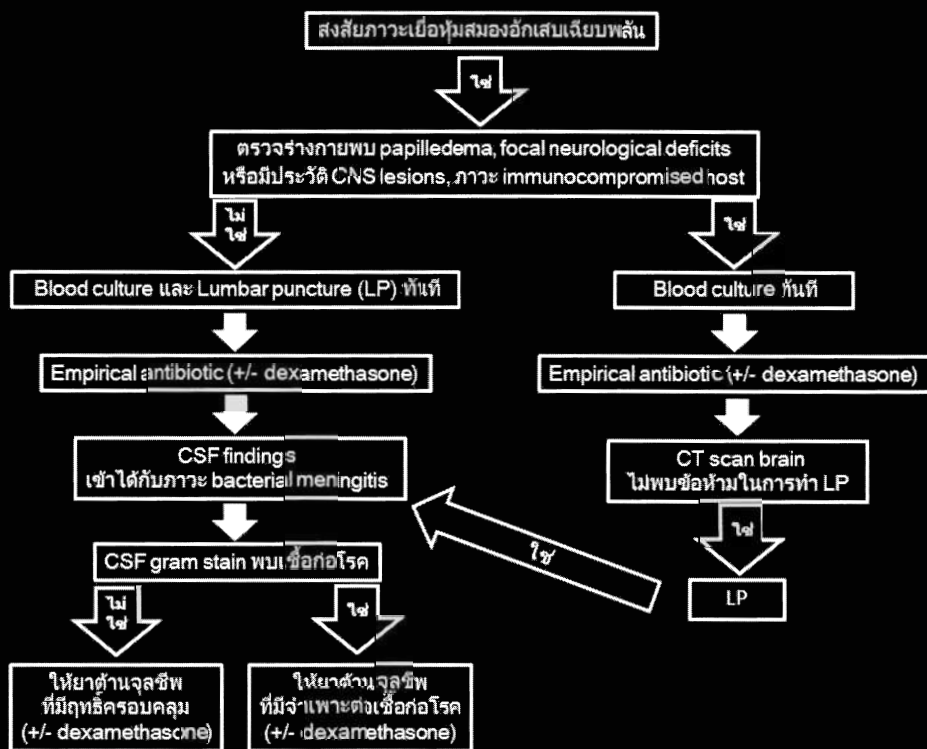 สงสัยภาวะเยื่อหุ้มสมองอักเสบเฉียบพลัน
ใช่
ตรวจร่างกายพบ papilledema, focal neurological deficits
หรือมีประวัติ CNS lesions, ภาวะ immunocompromised host
ไม่
ใช่
ใช่
Blood culture และ Lumbar puncture (LP) ทันที
Blood culture ทันที
Empirical antibiotic (+/- dexamethasone)
Empirical antibiotic (+/- dexamethasone)
CSF findings
เข้าได้กับภาวะ bacterial meningitis
CT scan brain
ไม่พบข้อห้ามในการทำ LP
ใช่
ใช่
CSF gram stain พบเชื้อก่อโรค
LP
ไม่
ใช่
ใช่
ให้ยาต้านจุลชีพ
ที่มีฤทธิ์ครอบคลุม
(+/- dexamethasone)
ให้ยาต้านจุลชีพ
ที่มีจำเพาะต่อเชื้อก่อโรค
(+/- dexamethasone)